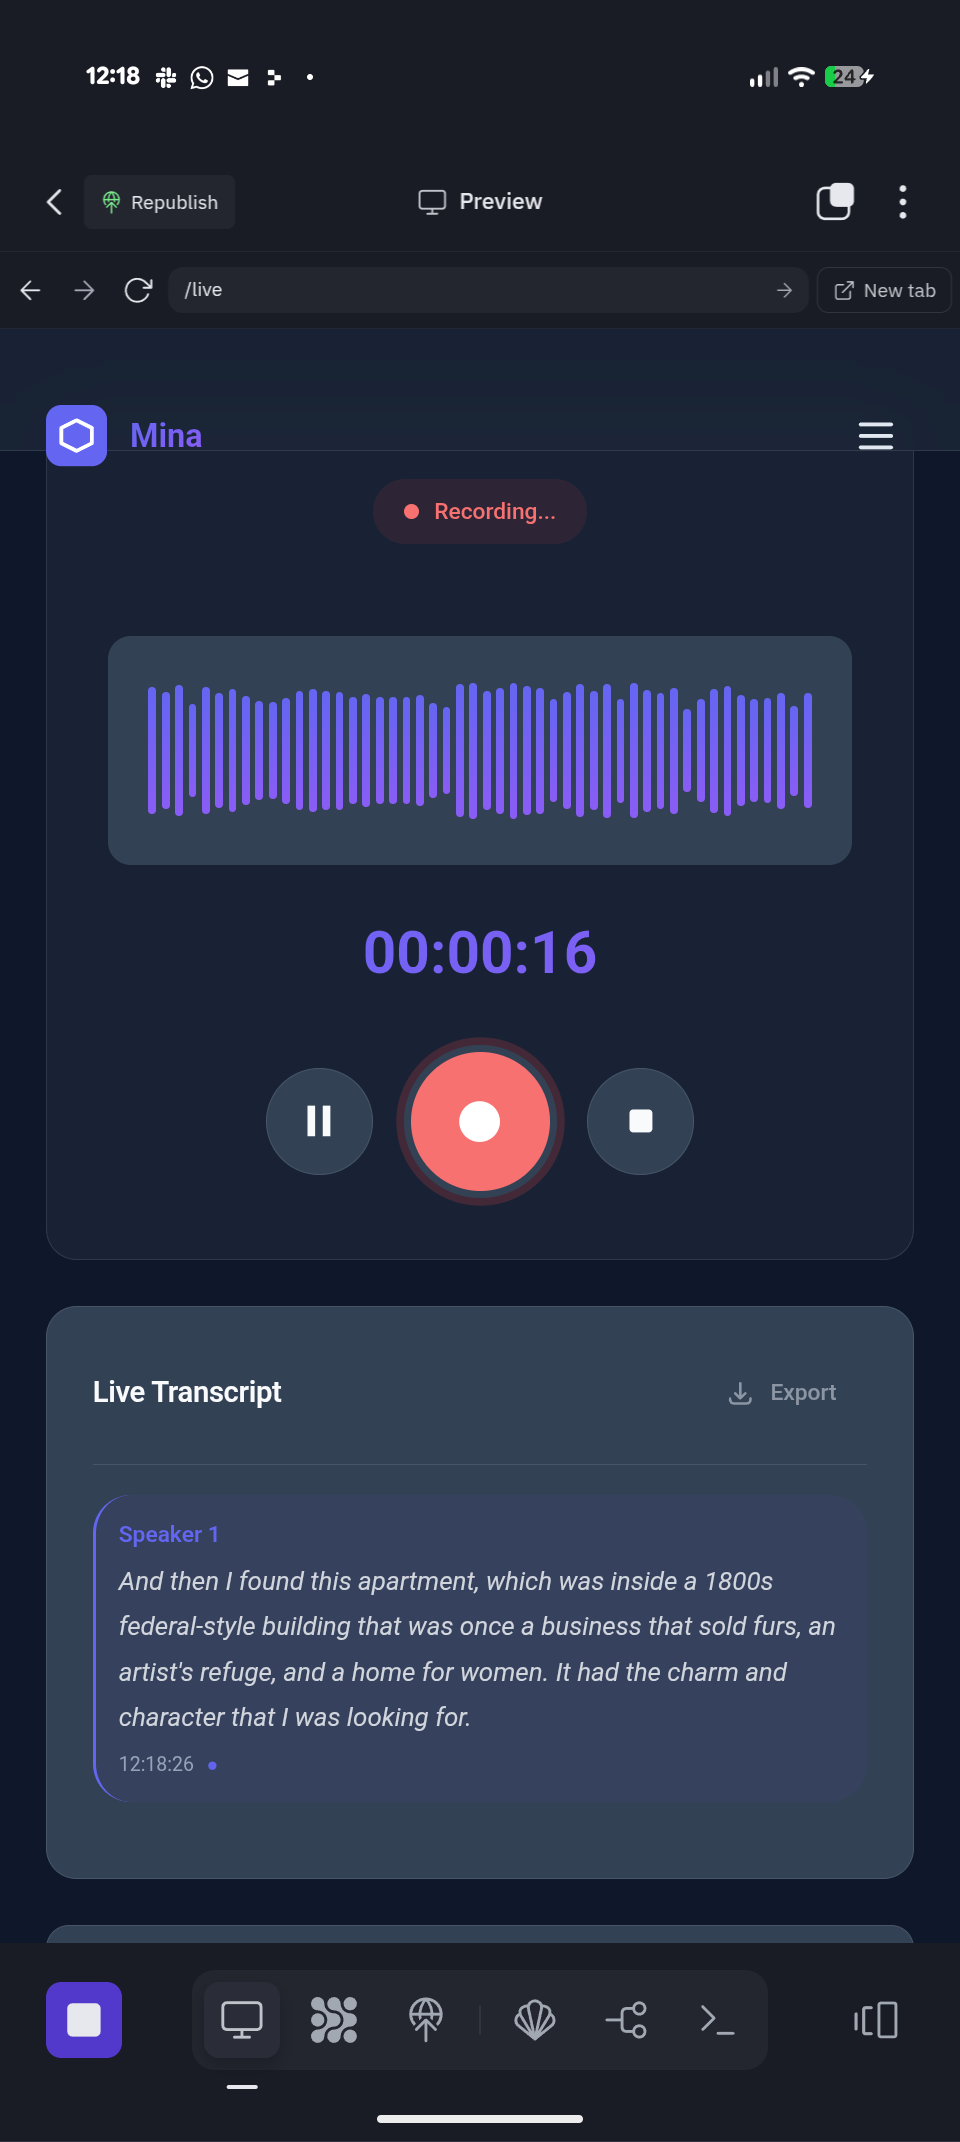 12:18
24
Republish
Preview
/live
New tab
Mina
Recording...
00:00:16
Live Transcript
Export
Speaker 1
And then I found this apartment, which was inside a 1800s
federal-style building that was once a business that sold furs, an
artist's refuge, and a home for women. It had the charm and
character that I was looking for.
12:18:26